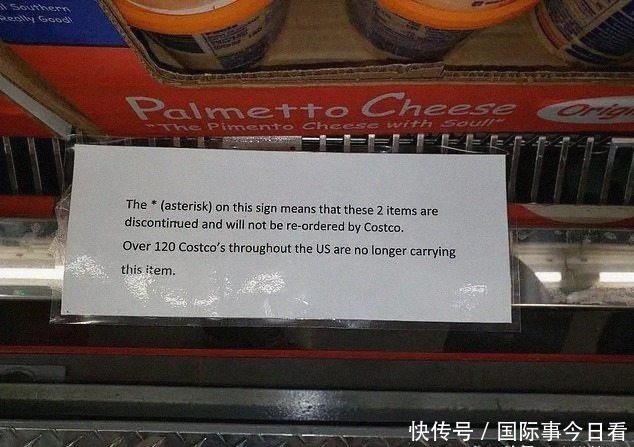 Southern
Really Good!
Palmetto Cheese
"The Pimento Cheese with Soul!"
The * (asterisk) on this sign means that these 2 items are
discontinued and will not be re-ordered by Costco.
Over 120 Costco's throughout the US are no longer carrying
this item.
快传号 / 国际事今日看